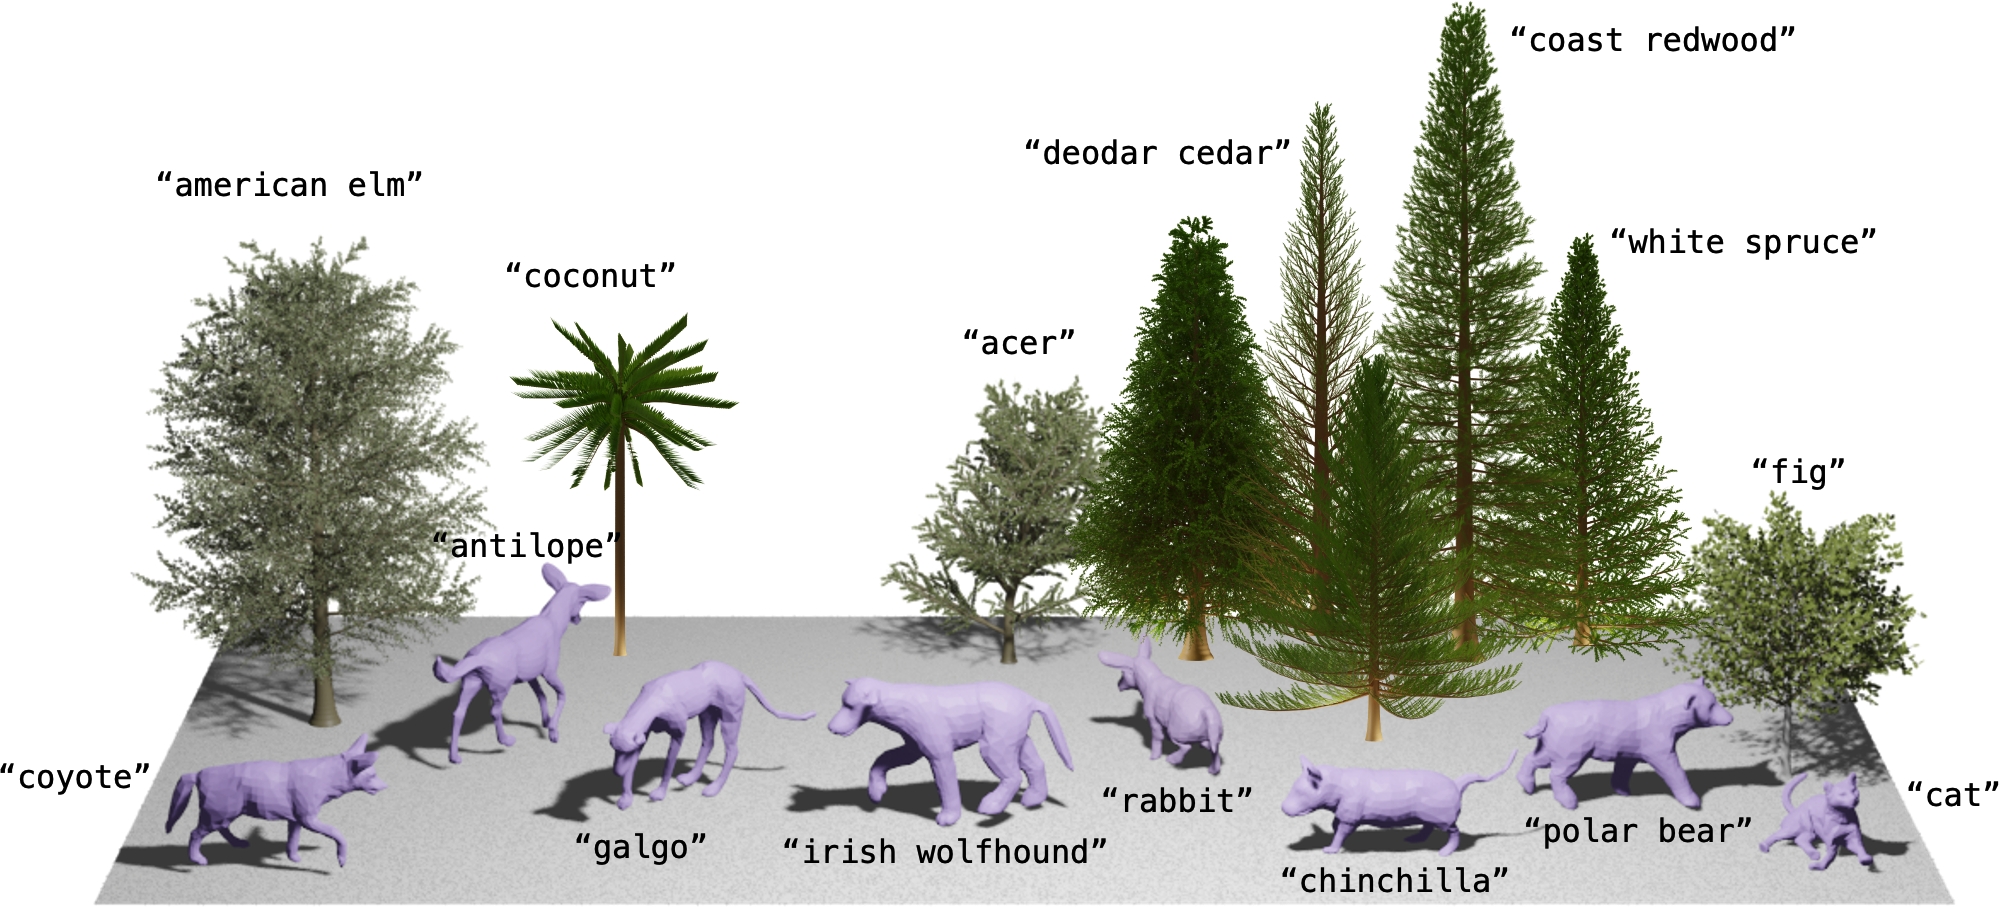 “coast redwood”
“deodar cedar”
“american elm”
“white spruce”
“coconut”
“acer”
“fig”
“antilope”
“coyote”
“rabbit”
“cat”
“galgo”
“irish wolfhound”
“polar bear”
“chinchilla”